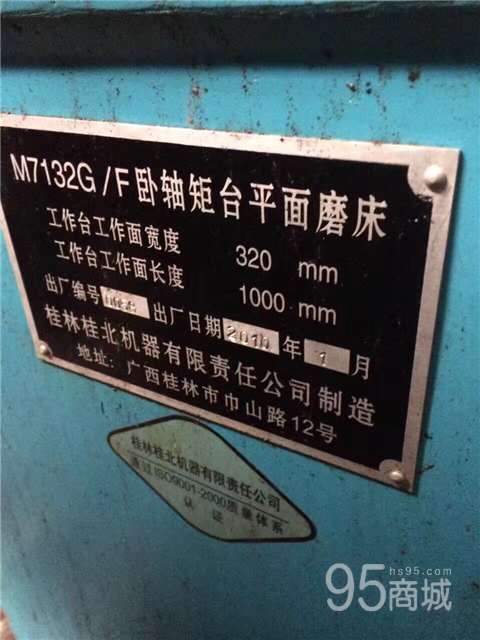 M7132G/F卧轴矩台平面磨床
工作台工作面宽度 320 mm
工作台工作面长度 1000 mm
出厂编号 出厂日期 2010 年 1 月
桂林桂北机器有限责任公司制造
地址：广西桂林市巾山路12号
桂林桂北机器有限责任公司
通过ISO9001-2000质量体系
认证
hs95.com
95商城